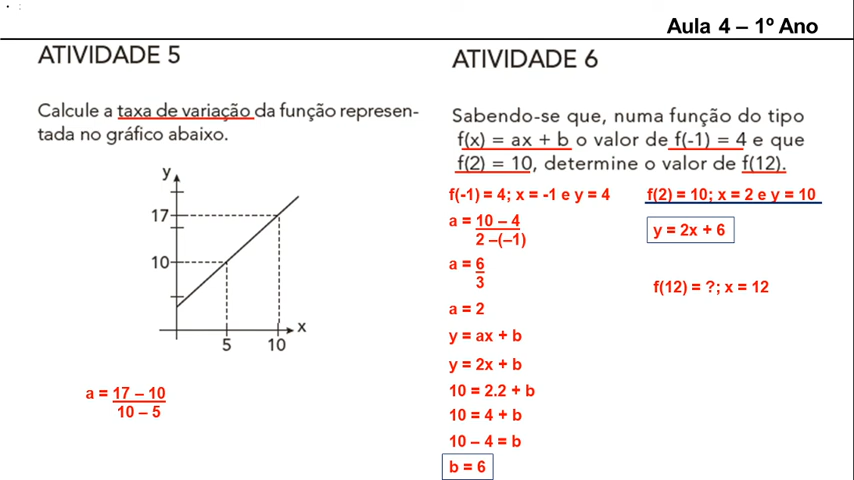 Aula 4 – 1º Ano
ATIVIDADE 5
Calcule a taxa de variação da função represen-
tada no gráfico abaixo.
y
17
10
x
5
10
a = 17 – 10
10 – 5
ATIVIDADE 6
Sabendo-se que, numa função do tipo
f(x) = ax + b o valor de f(-1) = 4 e que
f(2) = 10, determine o valor de f(12).
f(-1) = 4; x = -1 e y = 4
a = 10 – 4
2 –(–1)
a = 6
3
a = 2
y = ax + b
y = 2x + b
10 = 2.2 + b
10 = 4 + b
10 – 4 = b
b = 6
f(2) = 10; x = 2 e y = 10
y = 2x + 6
f(12) = ?; x = 12